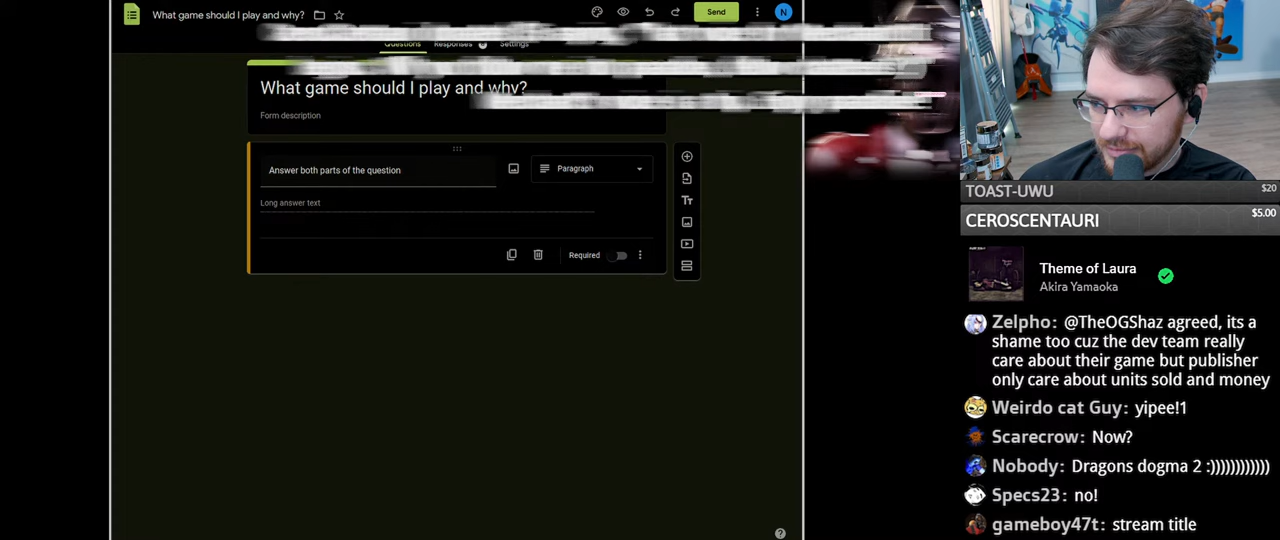 What game should I play and why?
Send
N
Questions
Responses
Settings
What game should I play and why?
Form description
Answer both parts of the question
Paragraph
Long answer text
Required
TOAST-UWU
$20
CEROSCENTAURI
$5.00
Theme of Laura
Akira Yamaoka
Zelpho: @TheOGShaz agreed, its a
shame too cuz the dev team really
care about their game but publisher
only care about units sold and money
Weirdo cat Guy: yipee!1
Scarecrow: Now?
Nobody: Dragons dogma 2 :))))))))))))
Specs23: no!
gameboy47t: stream title